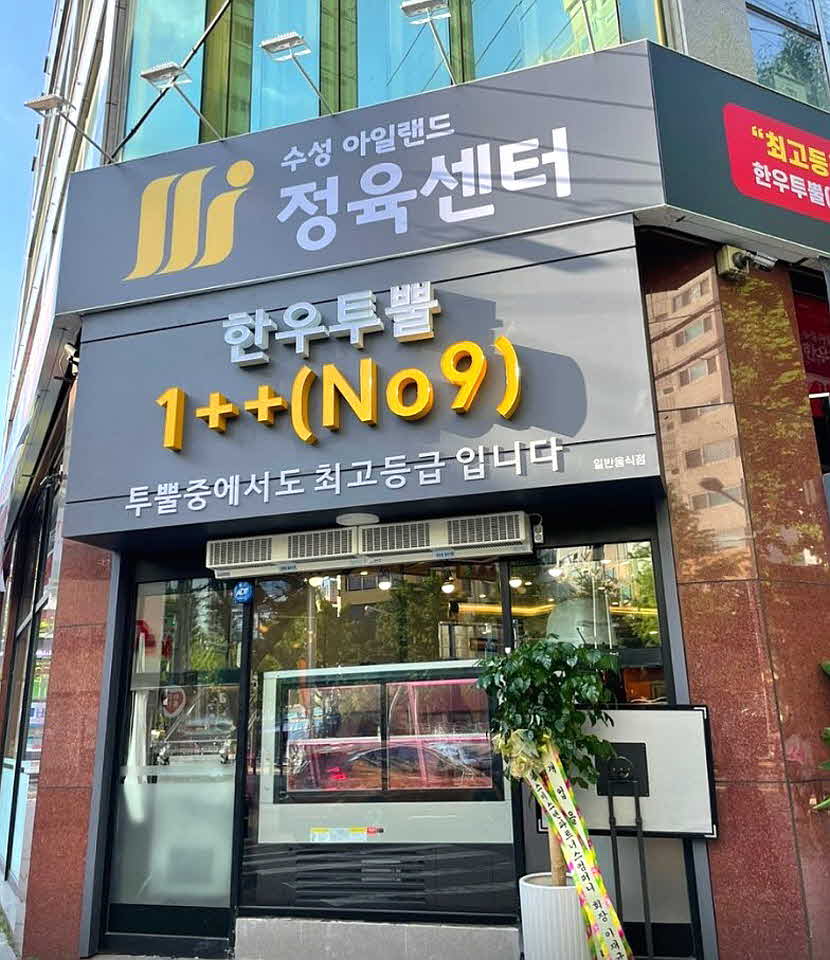 수성 아일랜드
정육센터
"최고등
한우투뿔(
한우투뿔
1++(No9)
투뿔중에서도 최고등급 입니다
일반음식점
ADT